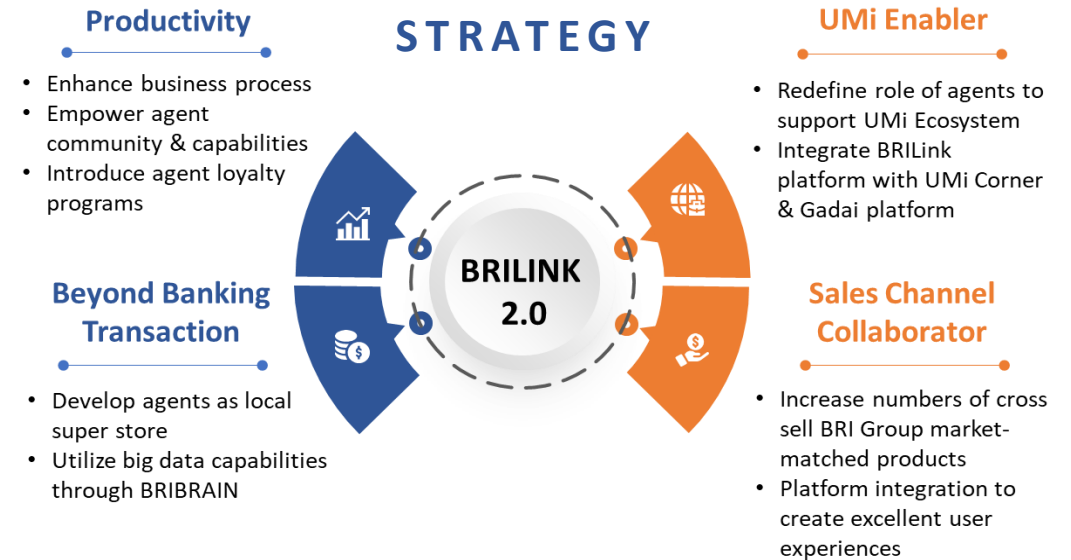 STRATEGY
Productivity
• Enhance business process
• Empower agent
community & capabilities
• Introduce agent loyalty
programs
Beyond Banking
Transaction
• Develop agents as local
super store
• Utilize big data capabilities
through BRIBRAIN
BRILINK
2.0
UMi Enabler
• Redefine role of agents to
support UMi Ecosystem
• Integrate BRILink
platform with UMi Corner
& Gadai platform
Sales Channel
Collaborator
• Increase numbers of cross
sell BRI Group market-
matched products
• Platform integration to
create excellent user
experiences